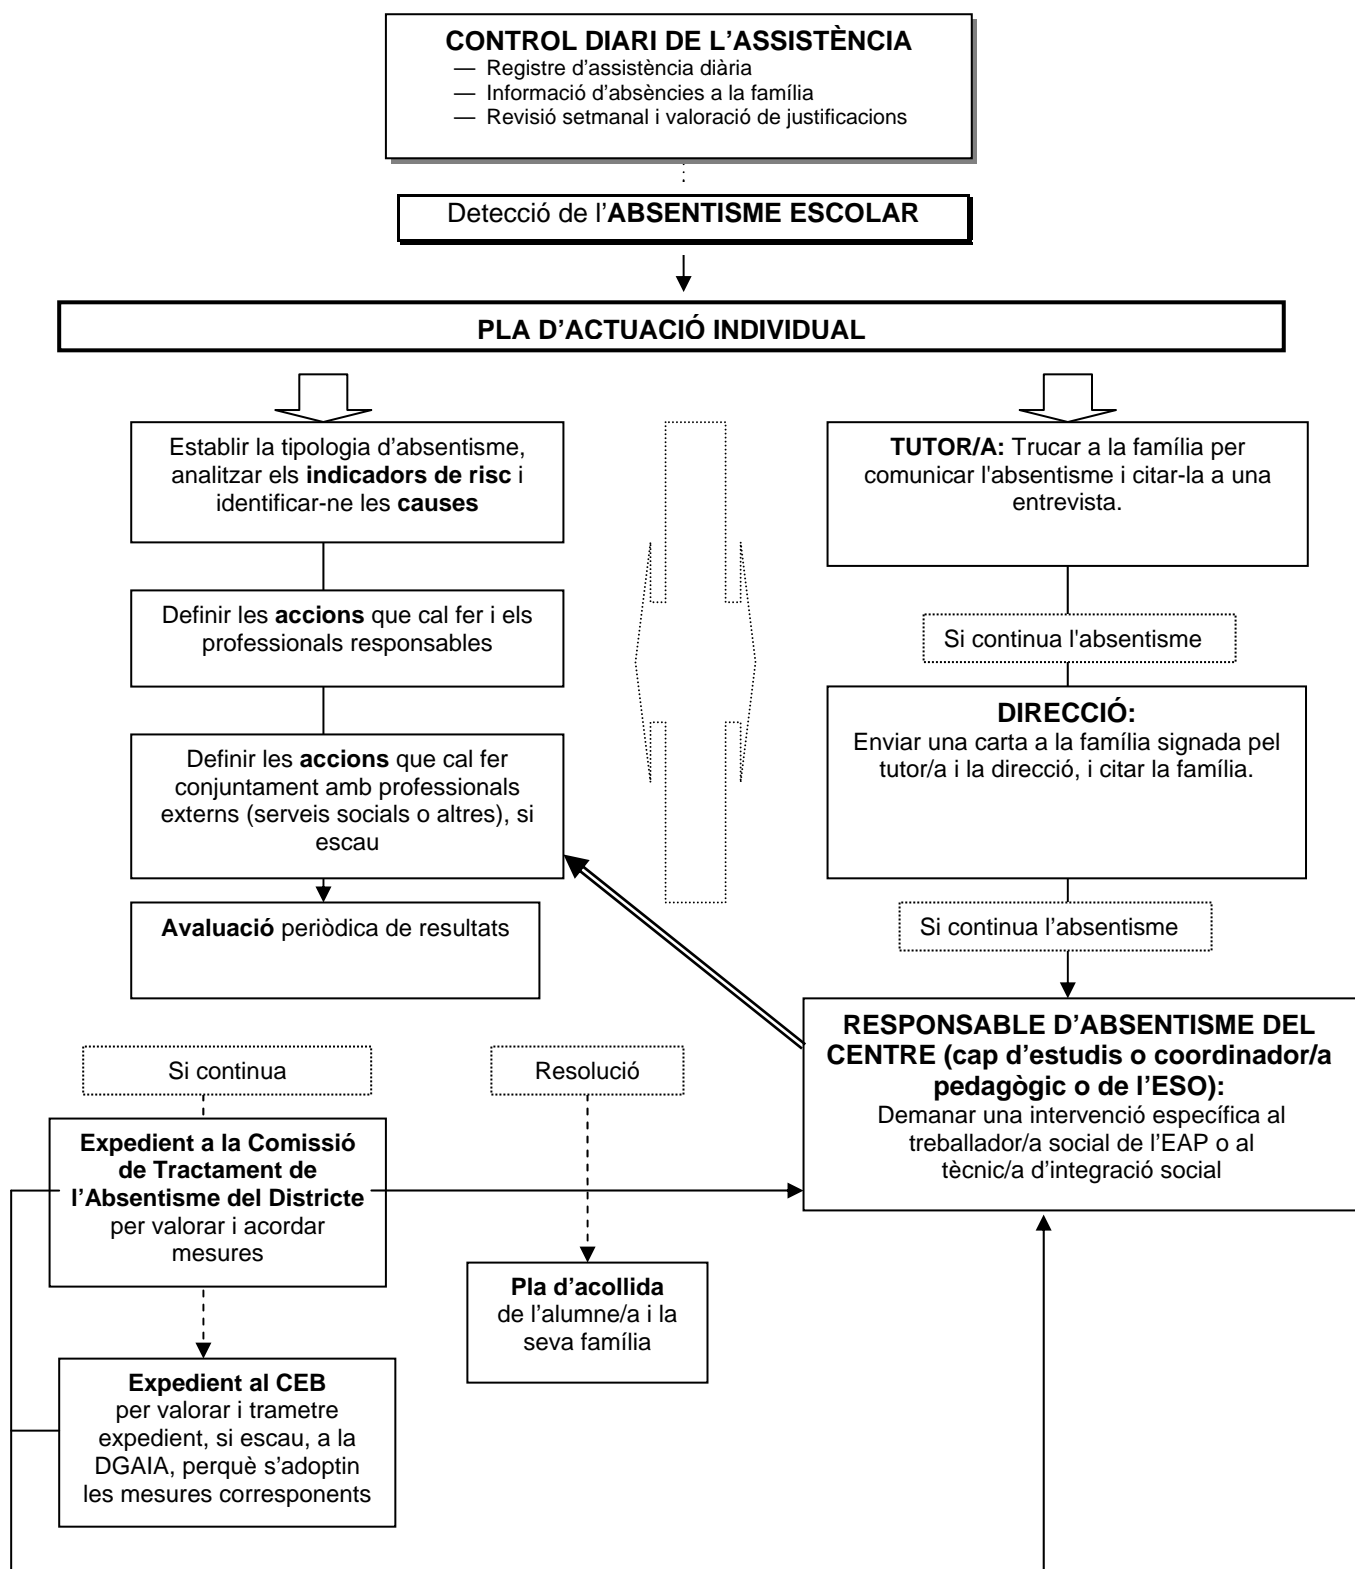 CONTROL DIARI DE L’ASSISTÈNCIA
— Registre d’assistència diària
— Informació d’absències a la família
— Revisió setmanal i valoració de justificacions
Detecció de l’ABSENTISME ESCOLAR
PLA D’ACTUACIÓ INDIVIDUAL
Establir la tipologia d’absentisme,
analitzar els indicadors de risc i
identificar-ne les causes
Definir les accions que cal fer i els
professionals responsables
Definir les accions que cal fer
conjuntament amb professionals
externs (serveis socials o altres), si
escau
Avaluació periòdica de resultats
TUTOR/A: Trucar a la família per
comunicar l'absentisme i citar-la a una
entrevista.
Si continua l'absentisme
DIRECCIÓ:
Enviar una carta a la família signada pel
tutor/a i la direcció, i citar la família.
Si continua l’absentisme
RESPONSABLE D’ABSENTISME DEL
CENTRE (cap d’estudis o coordinador/a
pedagògic o de l’ESO):
Demanar una intervenció específica al
treballador/a social de l’EAP o al
tècnic/a d’integració social
Si continua
Expedient a la Comissió
de Tractament de
l’Absentisme del Districte
per valorar i acordar
mesures
Expedient al CEB
per valorar i trametre
expedient, si escau, a la
DGAIA, perquè s’adoptin
les mesures corresponents
Resolució
Pla d’acollida
de l’alumne/a i la
seva família